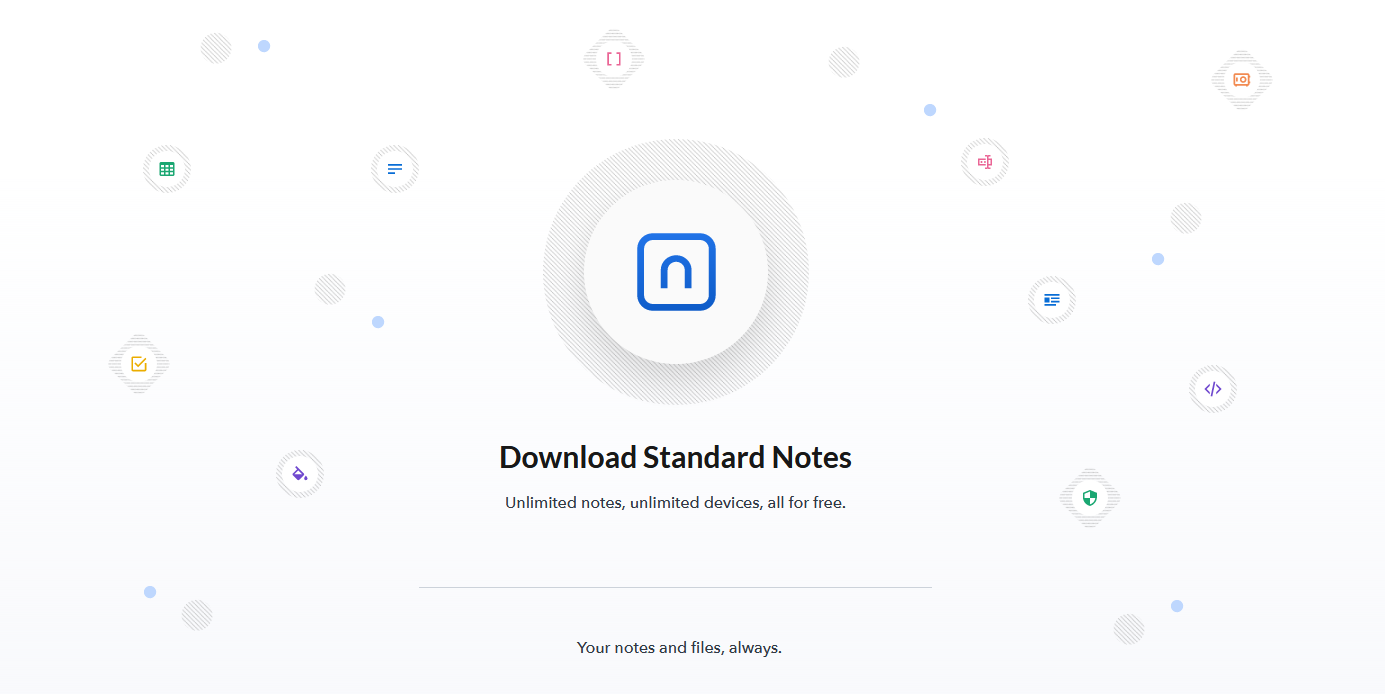 Download Standard Notes
Unlimited notes, unlimited devices, all for free.
Your notes and files, always.